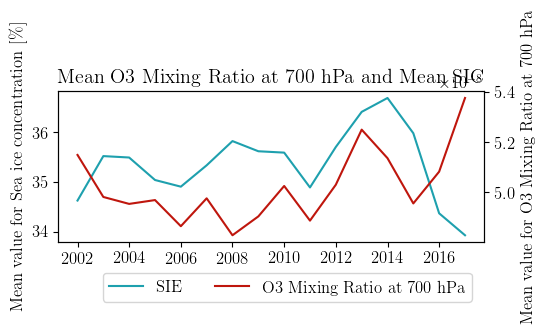 Mean O3 Mixing Ratio at 700 hPa and Mean SIC
Mean value for Sea ice concentration [%]
36
35
34
5.4
5.2
5.0
Mean value for O3 Mixing Ratio at 700 hPa
2002 2004 2006 2008 2010 2012 2014 2016
SIE O3 Mixing Ratio at 700 hPa